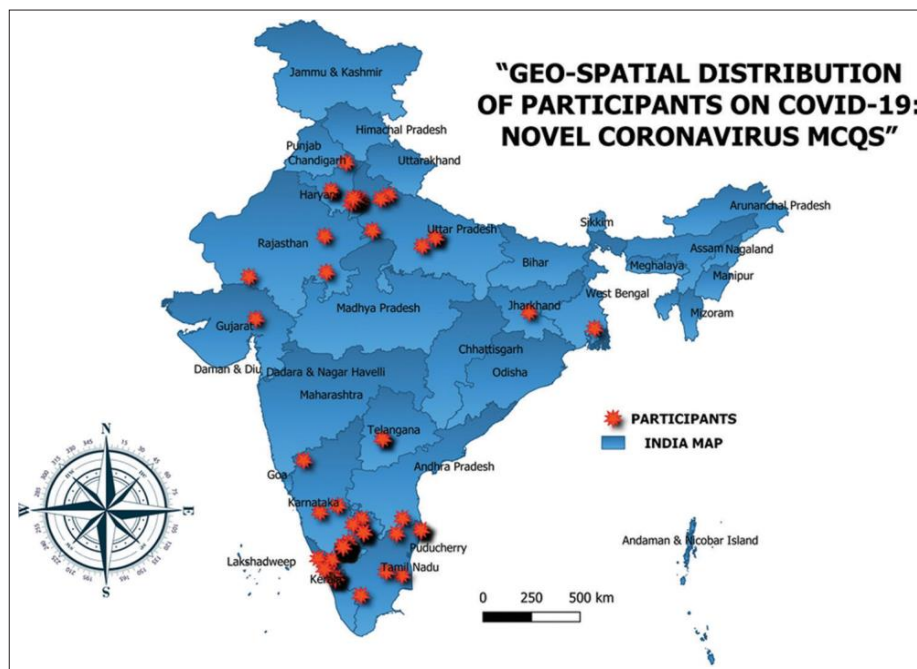 "GEO-SPATIAL DISTRIBUTION
OF PARTICIPANTS ON COVID-19:
NOVEL CORONAVIRUS MCQS"
Jammu & Kashmir
Himachal Pradesh
Punjab
Chandigarh
Uttarakhand
Haryana
Rajasthan
Uttar Pradesh
Sikkim
Arunanchal Pradesh
Assam
Nagaland
Bihar
Meghalaya
Manipur
Mizoram
West Bengal
Jharkhand
Madhya Pradesh
Gujarat
Chhattisgarh
Odisha
Daman & Diu
Dadara & Nagar Havelli
Maharashtra
PARTICIPANTS
INDIA MAP
Telangana
Goa
Andhra Pradesh
Karnataka
Puducherry
Lakshadweep
Kerala
Tamil Nadu
Andaman & Nicobar Island
N
W
E
S
0 250 500 km